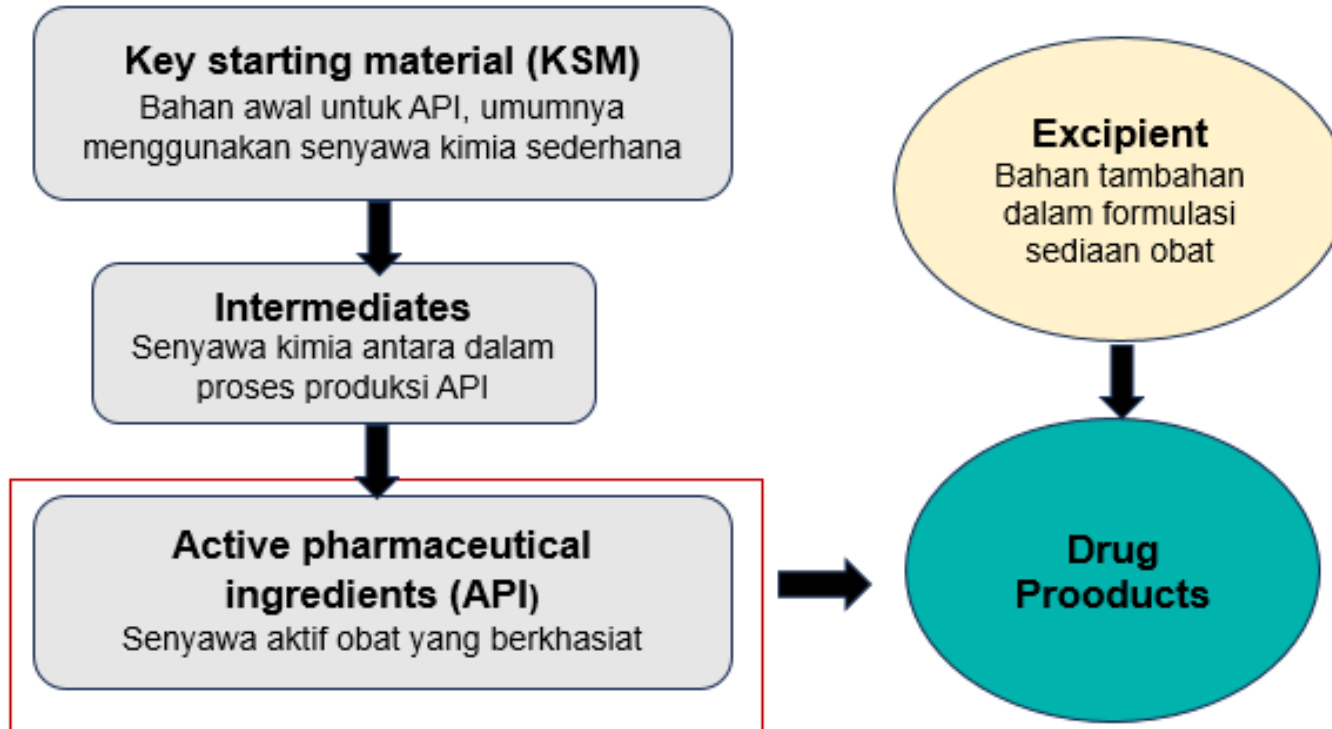 Key starting material (KSM)
Bahan awal untuk API, umumnya
menggunakan senyawa kimia sederhana
Intermediates
Senyawa kimia antara dalam
proses produksi API
Active pharmaceutical
ingredients (API)
Senyawa aktif obat yang berkhasiat
Excipient
Bahan tambahan
dalam formulasi
sediaan obat
Drug
Prooducts